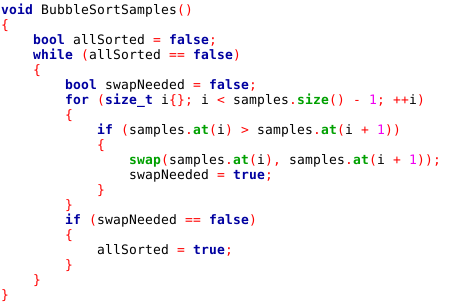 void BubbleSortSamples()
{
    bool allSorted = false;
    while (allSorted == false)
    {
        bool swapNeeded = false;
        for (size_t i{}; i < samples.size() - 1; ++i)
        {
            if (samples.at(i) > samples.at(i + 1))
            {
                swap(samples.at(i), samples.at(i + 1));
                swapNeeded = true;
            }
        }
        if (swapNeeded == false)
        {
            allSorted = true;
        }
    }
}